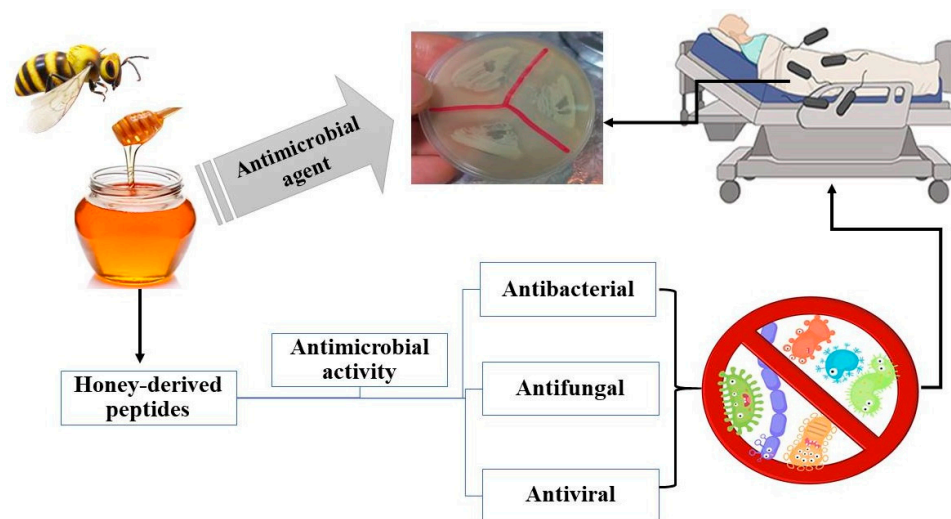 Antimicrobial
agent
Antibacterial
Antimicrobial
activity
Honey-derived
peptides
Antifungal
Antiviral